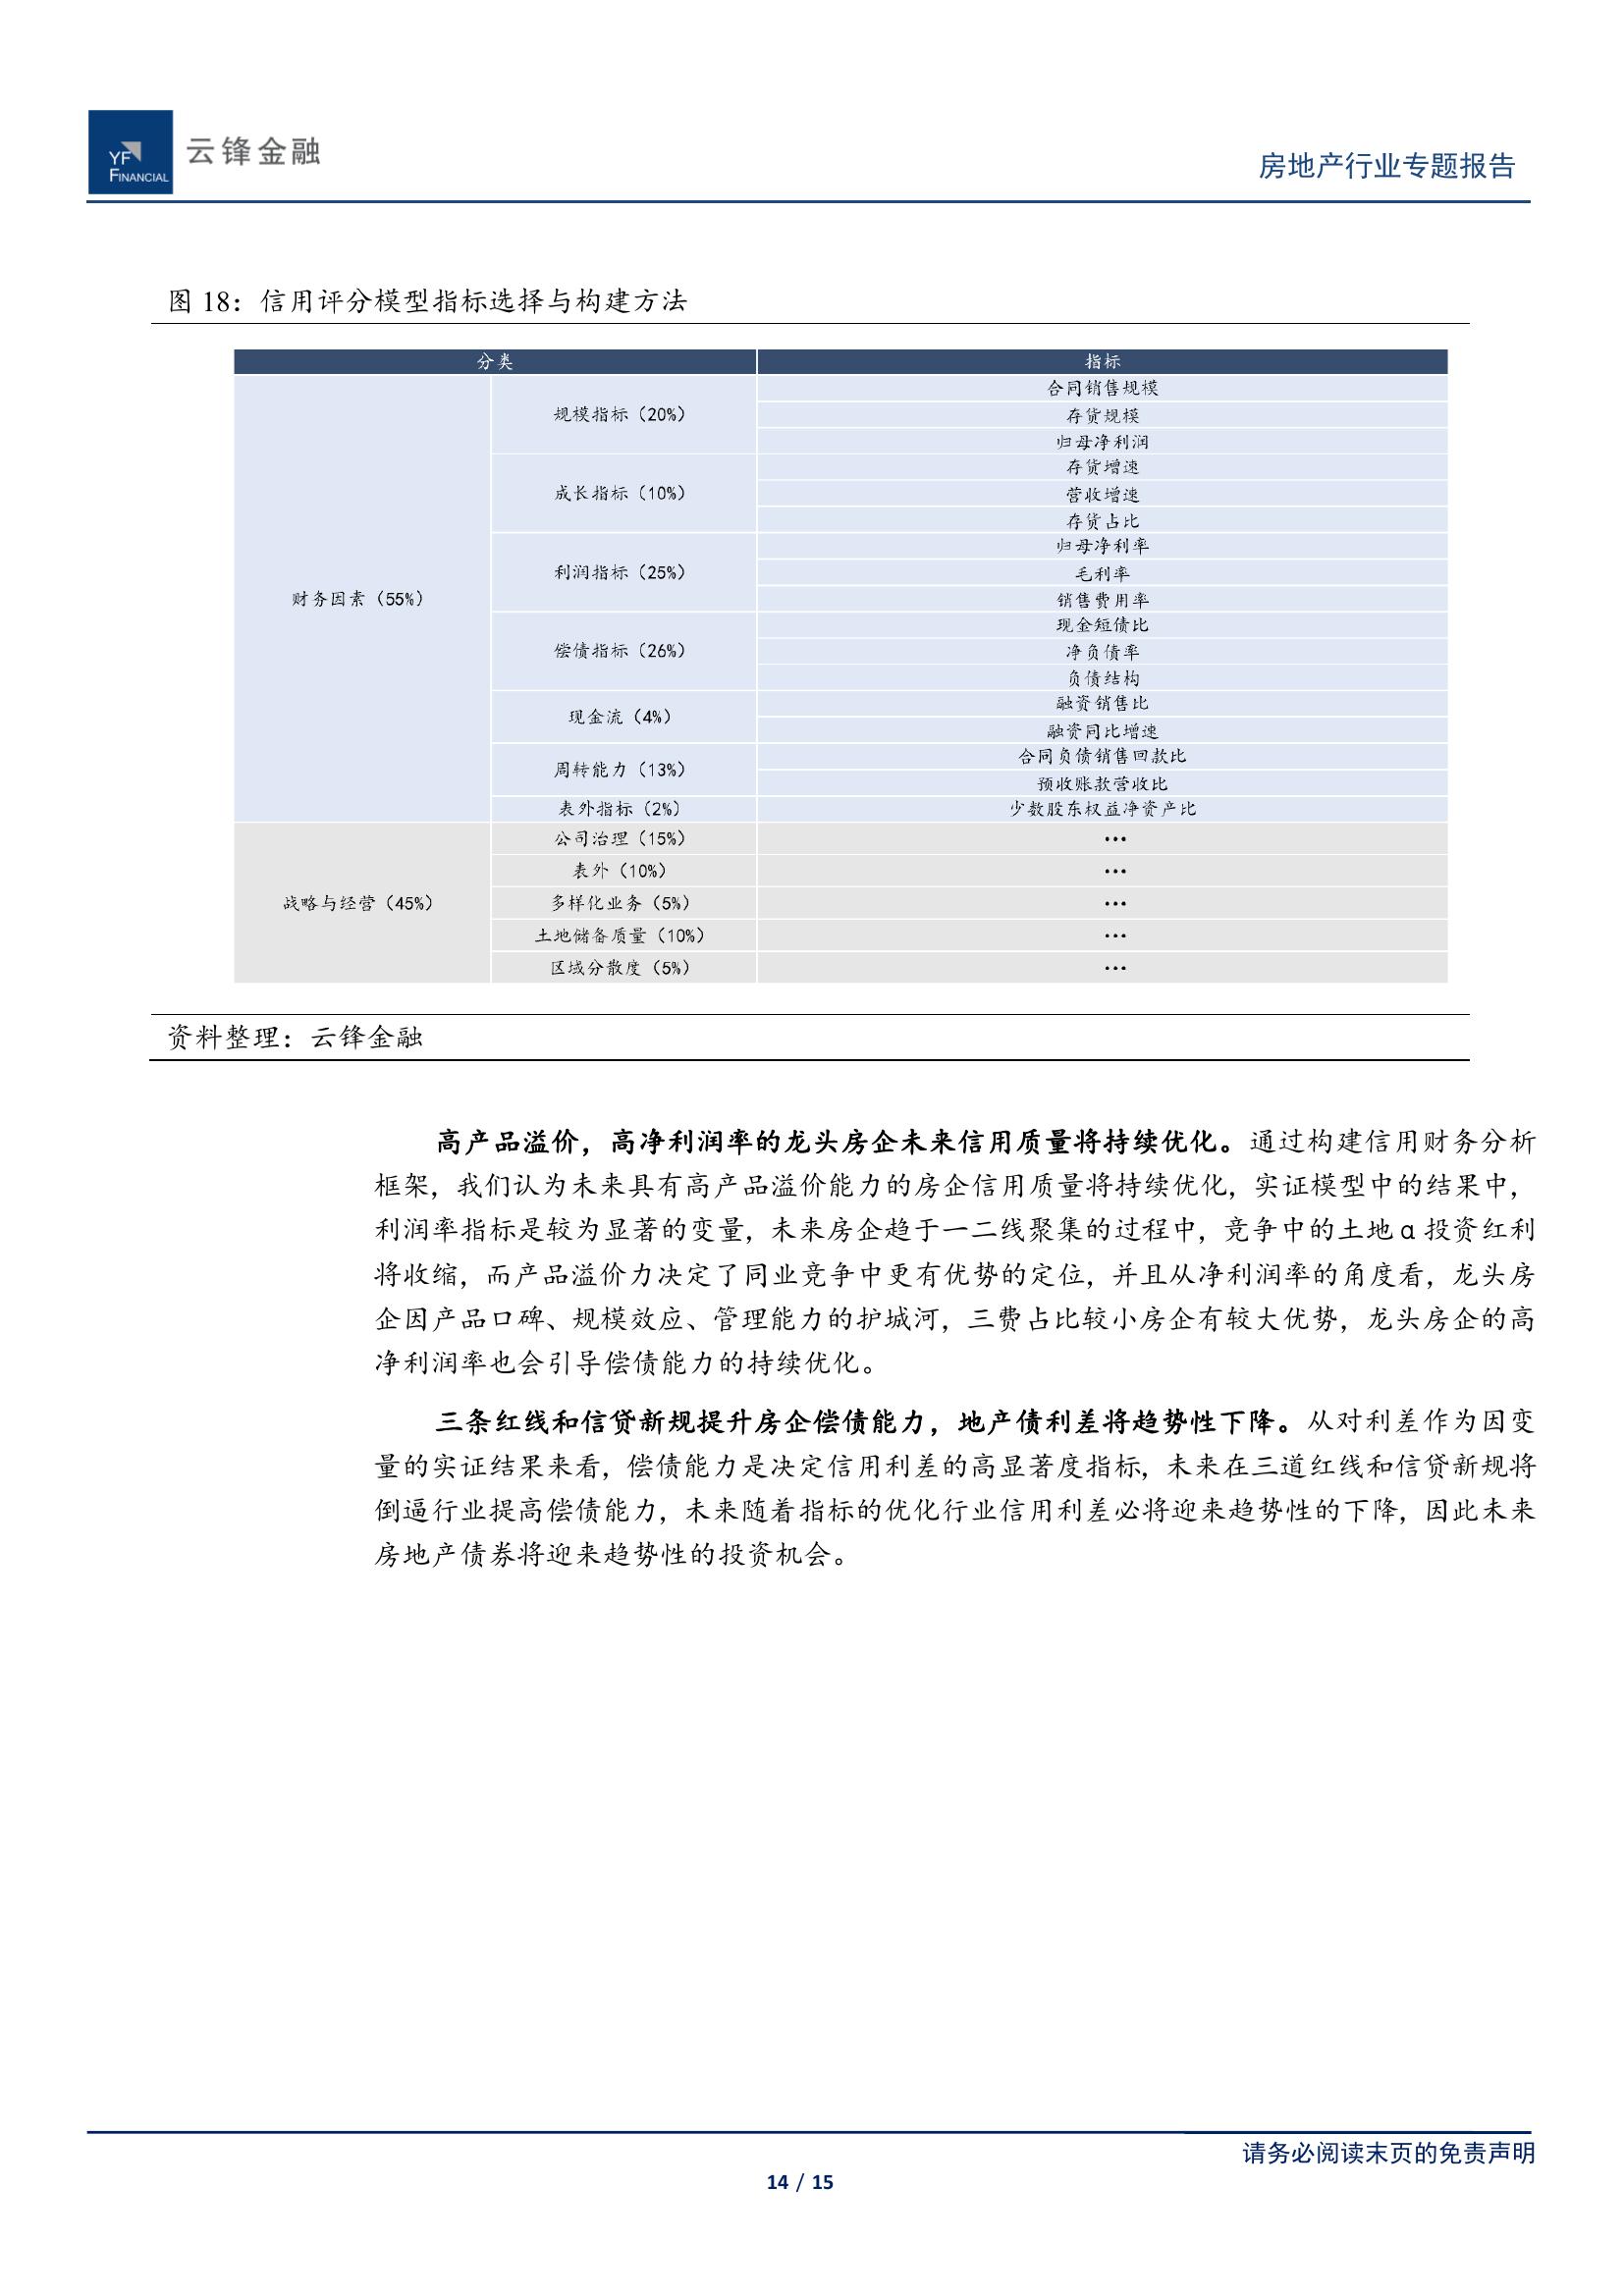 YF
FINANCIAL
云锋金融
房地产行业专题报告
图 18：信用评分模型指标选择与构建方法
分类
指标
财务因素（55%）
规模指标（20%）
合同销售规模
存货规模
归母净利润
成长指标（10%）
存货增速
营收增速
存货占比
利润指标（25%）
归母净利率
毛利率
销售费用率
偿债指标（26%）
现金短债比
净负债率
负债结构
现金流（4%）
融资销售比
融资同比增速
周转能力（13%）
合同负债销售回款比
预收账款营收比
表外指标（2%）
少数股东权益净资产比
战略与经营（45%）
公司治理（15%）
…
表外（10%）
…
多样化业务（5%）
…
土地储备质量（10%）
…
区域分散度（5%）
…
资料整理：云锋金融
高产品溢价，高净利润率的龙头房企未来信用质量将持续优化。通过构建信用财务分析
框架，我们认为未来具有高产品溢价能力的房企信用质量将持续优化，实证模型中的结果中，
利润率指标是较为显著的变量，未来房企趋于一二线聚集的过程中，竞争中的土地 α 投资红利
将收缩，而产品溢价力决定了同业竞争中更有优势的定位，并且从净利润率的角度看，龙头房
企因产品口碑、规模效应、管理能力的护城河，三费占比较小房企有较大优势，龙头房企的高
净利润率也会引导偿债能力的持续优化。
三条红线和信贷新规提升房企偿债能力，地产债利差将趋势性下降。从对利差作为因变
量的实证结果来看，偿债能力是决定信用利差的高显著度指标，未来在三道红线和信贷新规将
倒逼行业提高偿债能力，未来随着指标的优化行业信用利差必将迎来趋势性的下降，因此未来
房地产债券将迎来趋势性的投资机会。
请务必阅读末页的免责声明
14 / 15